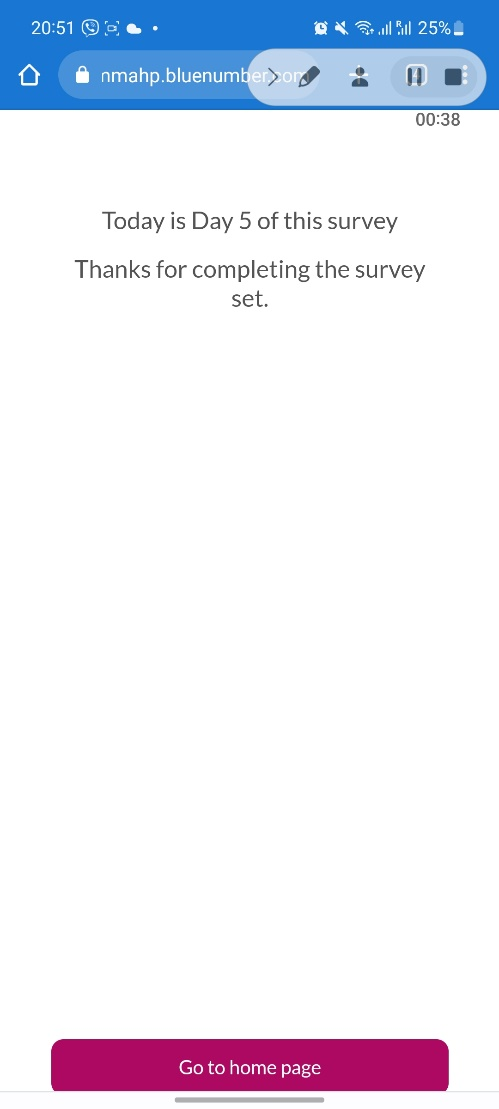 20:51
25%
nmahp.bluenumber.com
00:38
Today is Day 5 of this survey
Thanks for completing the survey
set.
Go to home page